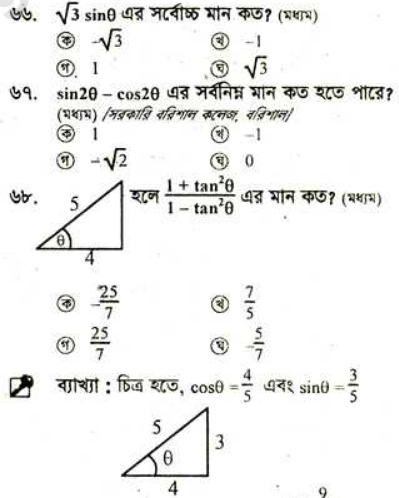 ৬৬. √3 sinθ এর সর্বোচ্চ মান কত? (মধ্যম)
ক -√3 খ -1
গ 1 ঘ √3
৬৭. sin2θ – cos2θ এর সর্বনিম্ন মান কত হতে পারে?
(মধ্যম) [সরকারি বরিশাল কলেজ, বরিশাল]
ক 1 খ -1
গ -√2 ঘ 0
৬৮. 5 θ 4 হলে (1 + tan²θ)/(1 – tan²θ) এর মান কত? (মধ্যম)
ক -25/7 খ 7/5
গ 25/7 ঘ -5/7
ব্যাখ্যা : চিত্র হতে, cosθ = 4/5 এবং sinθ = 3/5
5 3
θ
4